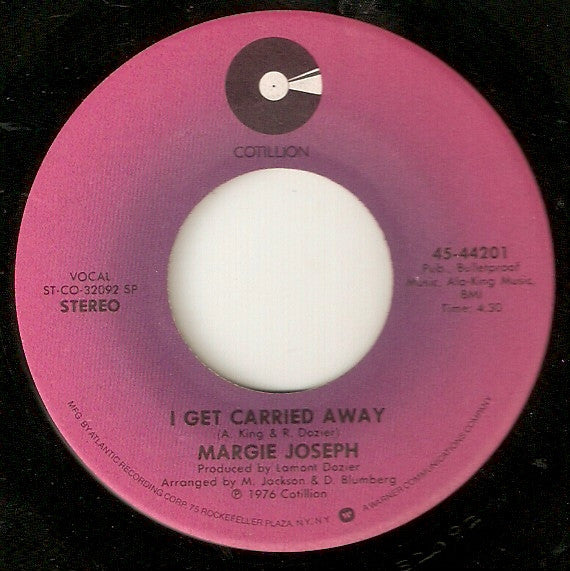 COTILLION
VOCAL
ST-CO-32092 SP
STEREO
45-44201
Pub., Bulletproof
Music, Ala-King Music,
BMI
Time: 4:30
I GET CARRIED AWAY
(A. King & R. Dozier)
MARGIE JOSEPH
Produced by Lamont Dozier
Arranged by M. Jackson & D. Blumberg
℗ 1976 Cotillion
MFG. BY ATLANTIC RECORDING CORP. 75 ROCKEFELLER PLAZA, N.Y., N.Y. A WARNER COMMUNICATIONS COMPANY